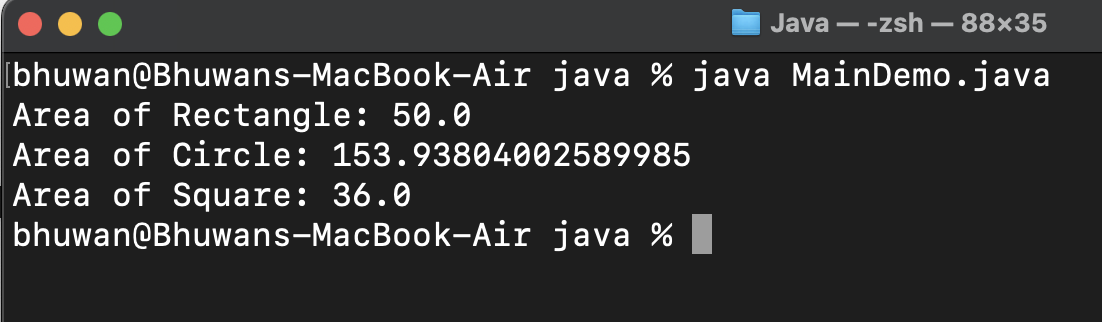 Java — -zsh — 88×35
[bhuwan@Bhuwans-MacBook-Air java % java MainDemo.java
Area of Rectangle: 50.0
Area of Circle: 153.93804002589985
Area of Square: 36.0
bhuwan@Bhuwans-MacBook-Air java %